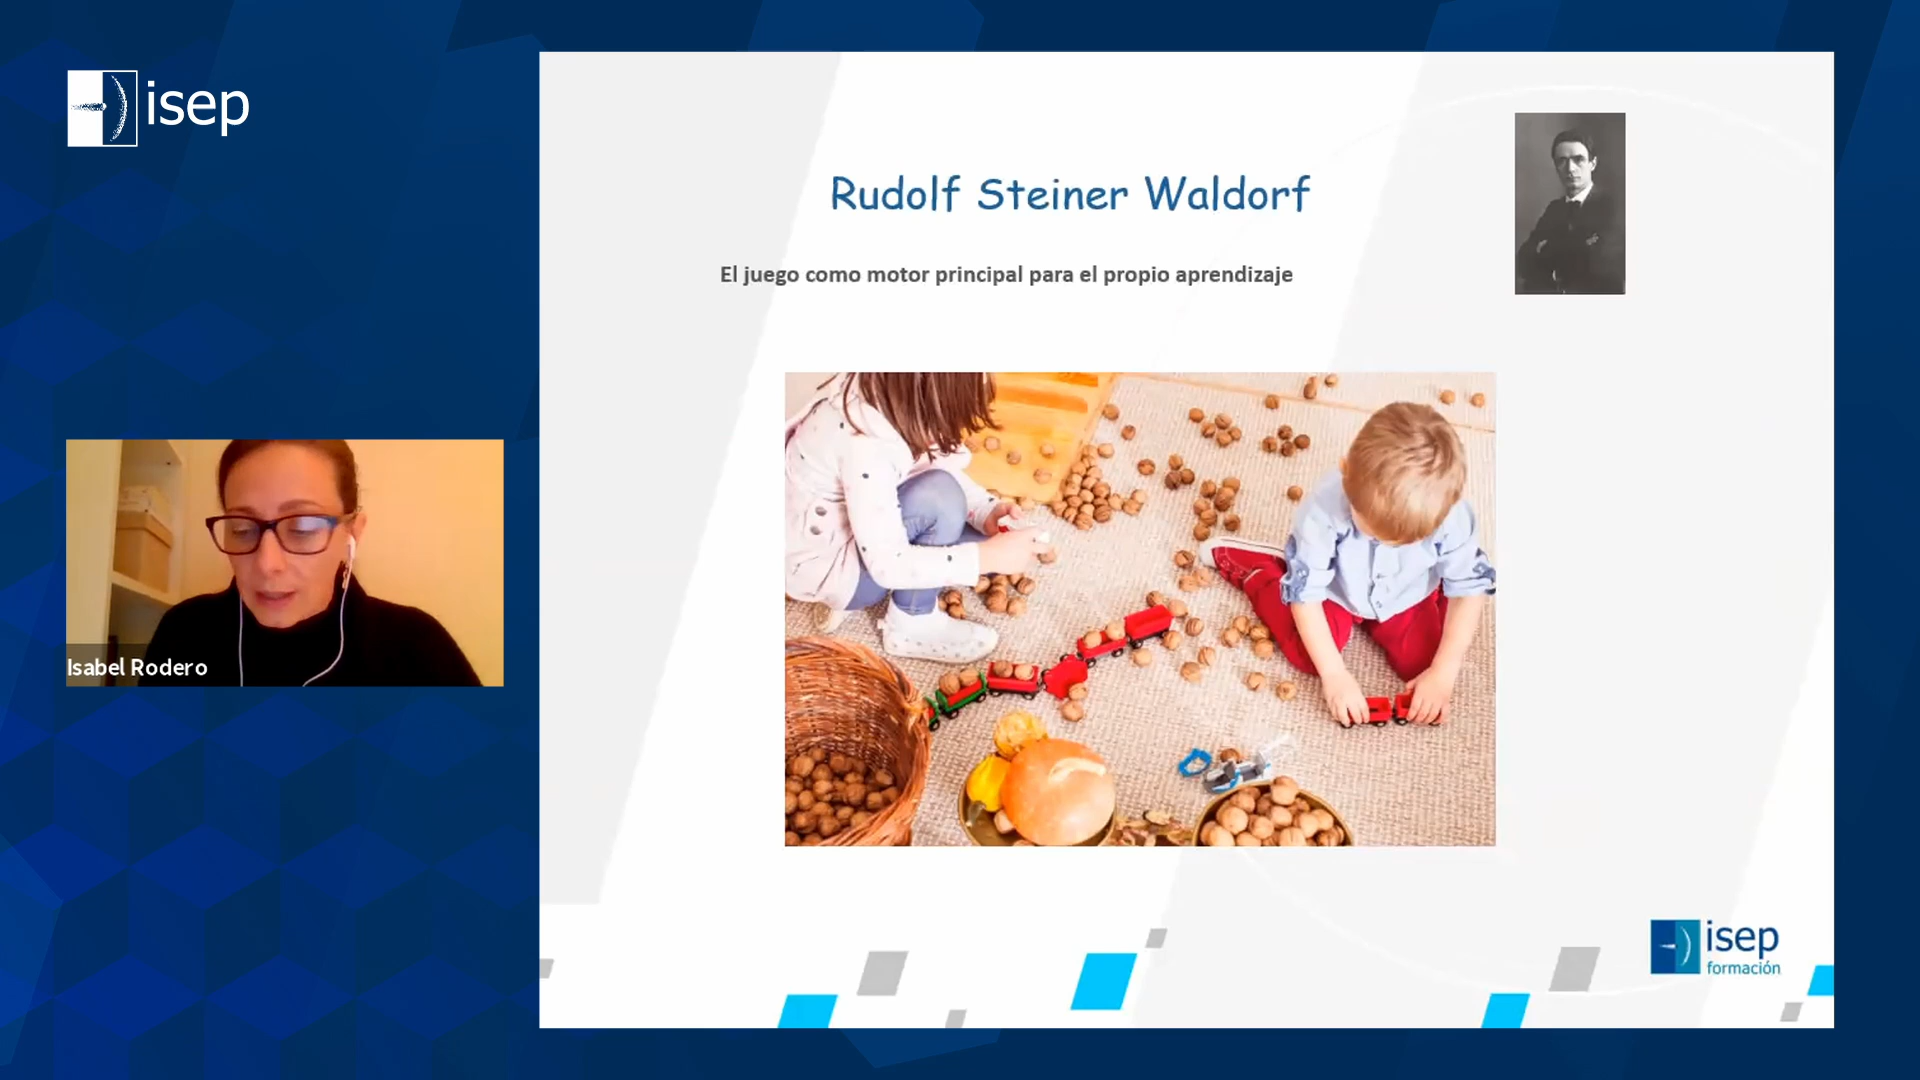 isep
Rudolf Steiner Waldorf
El juego como motor principal para el propio aprendizaje
Isabel Rodero
isep
formación